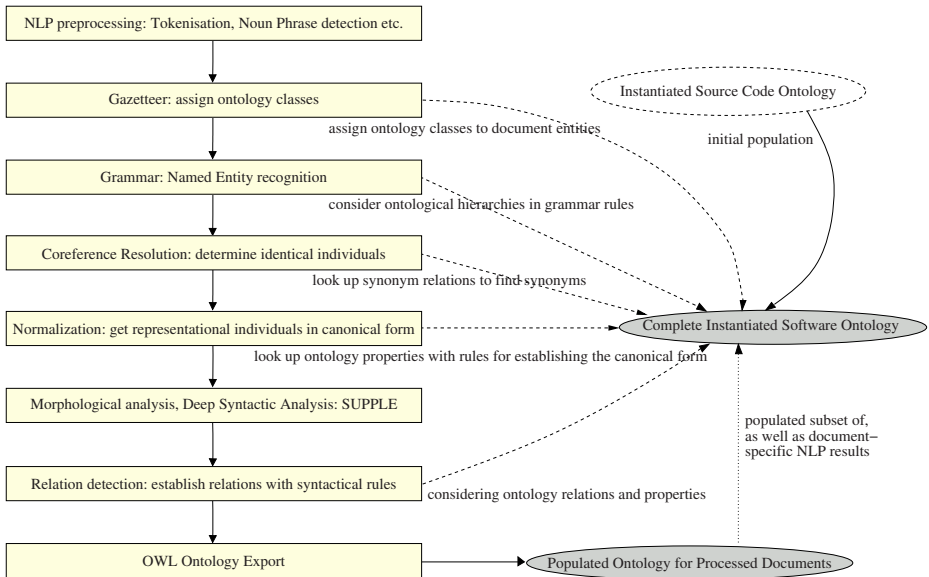 NLP preprocessing: Tokenisation, Noun Phrase detection etc.
Gazetteer: assign ontology classes
Instantiated Source Code Ontology
assign ontology classes to document entities
initial population
Grammar: Named Entity recognition
consider ontological hierarchies in grammar rules
Coreference Resolution: determine identical individuals
look up synonym relations to find synonyms
Normalization: get representational individuals in canonical form
Complete Instantiated Software Ontology
look up ontology properties with rules for establishing the canonical form
Morphological analysis, Deep Syntactic Analysis: SUPPLE
populated subset of,
as well as document−
specific NLP results
Relation detection: establish relations with syntactical rules
considering ontology relations and properties
OWL Ontology Export
Populated Ontology for Processed Documents